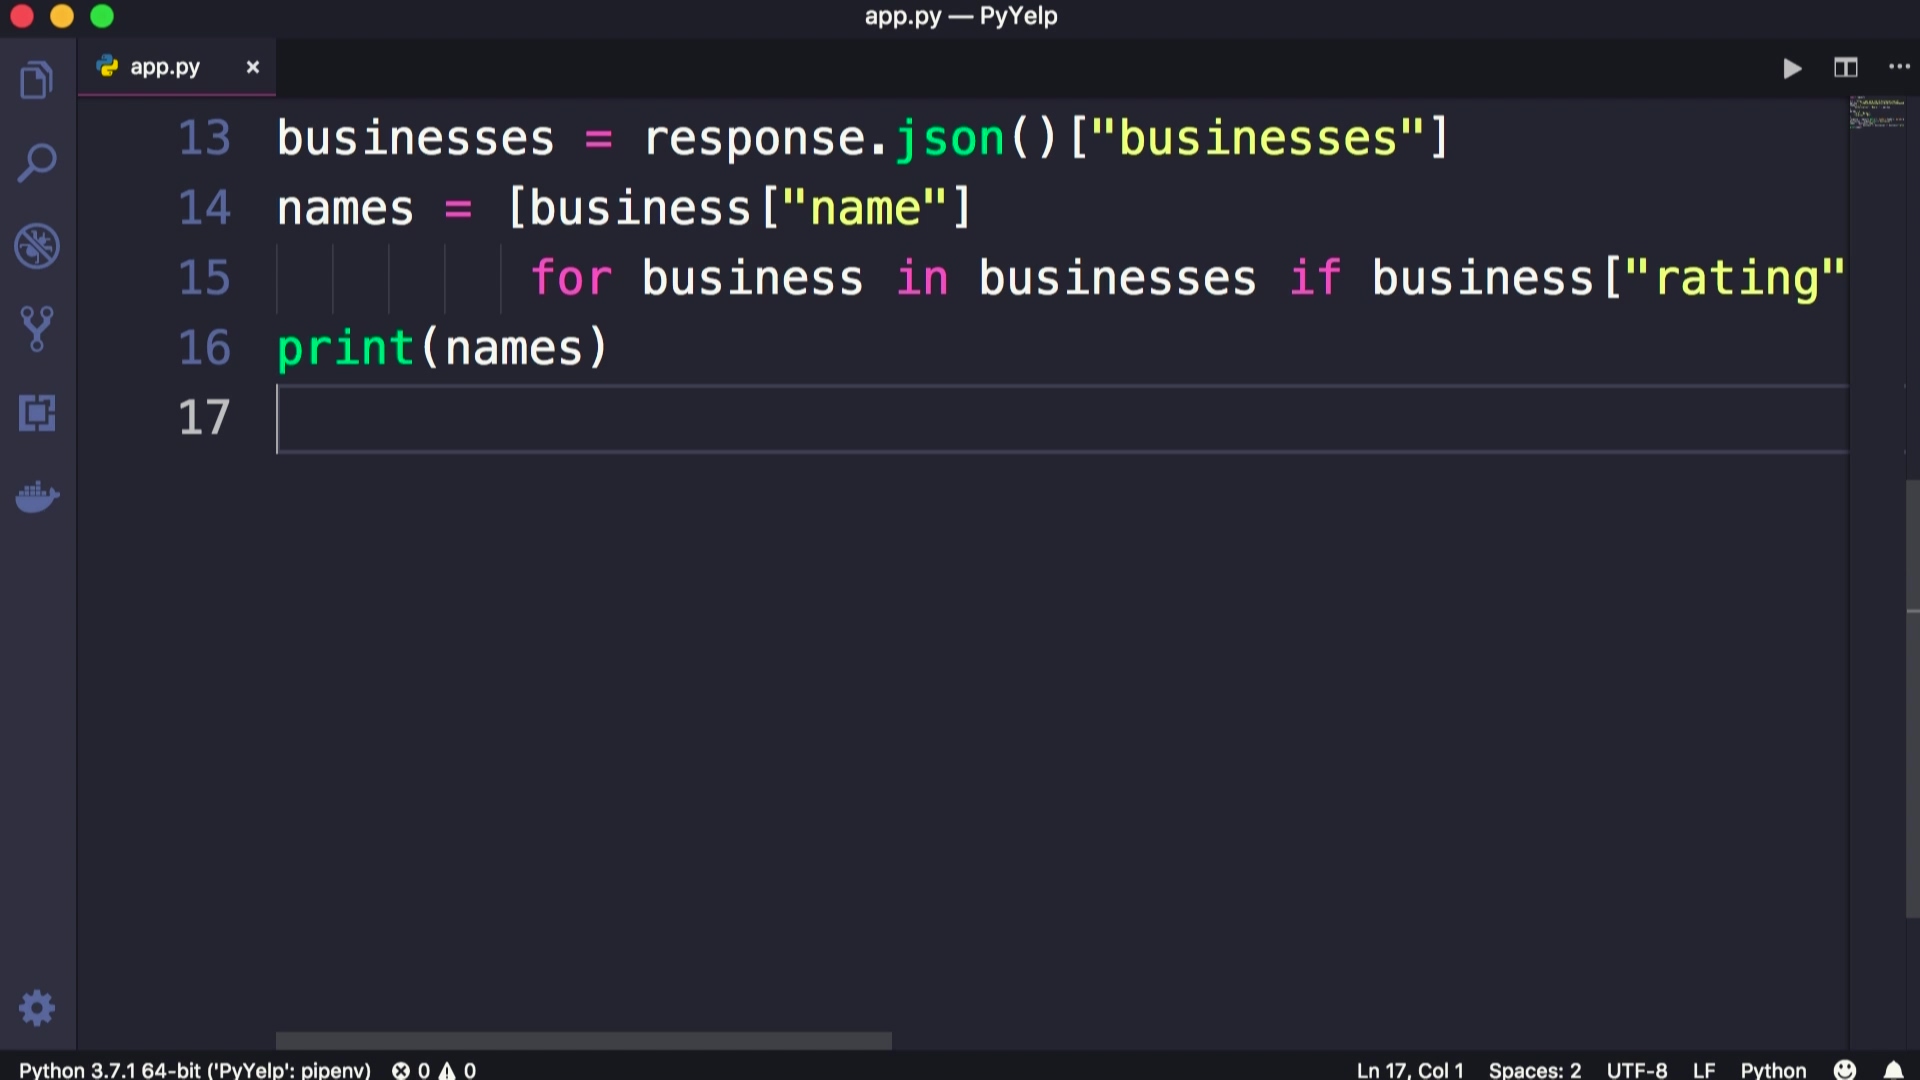 app.py — PyYelp
app.py ×
13 businesses = response.json()["businesses"]
14 names = [business["name"]
15 for business in businesses if business["rating"
16 print(names)
17
Python 3.7.1 64-bit ('PyYelp': pipenv) 0 0 Ln 17, Col 1 Spaces: 2 UTF-8 LF Python